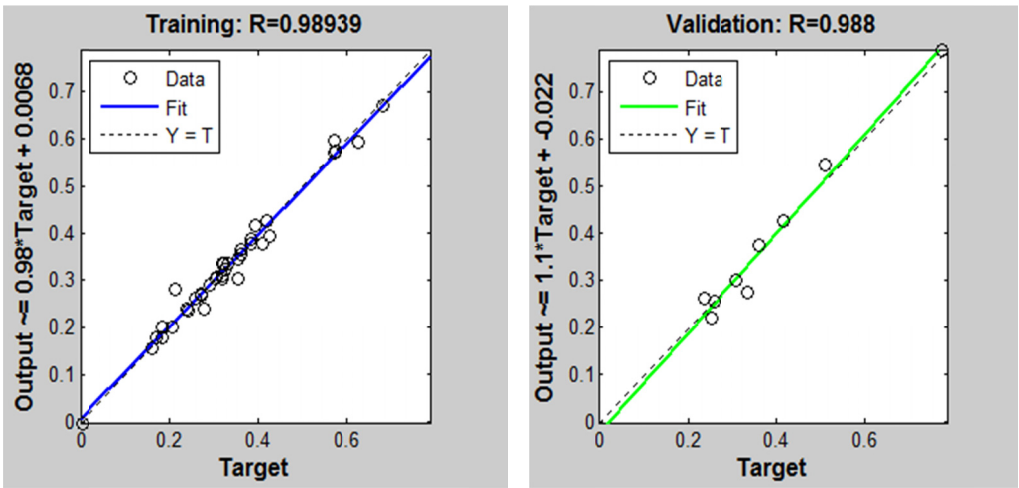 Training: R=0.98939
Output ~= 0.98*Target + 0.0068
Data
Fit
Y = T
0.7
0.6
0.5
0.4
0.3
0.2
0.1
0
0
0.2
0.4
0.6
Target
Validation: R=0.988
Output ~= 1.1*Target + -0.022
Data
Fit
Y = T
0.7
0.6
0.5
0.4
0.3
0.2
0.1
0
0
0.2
0.4
0.6
Target